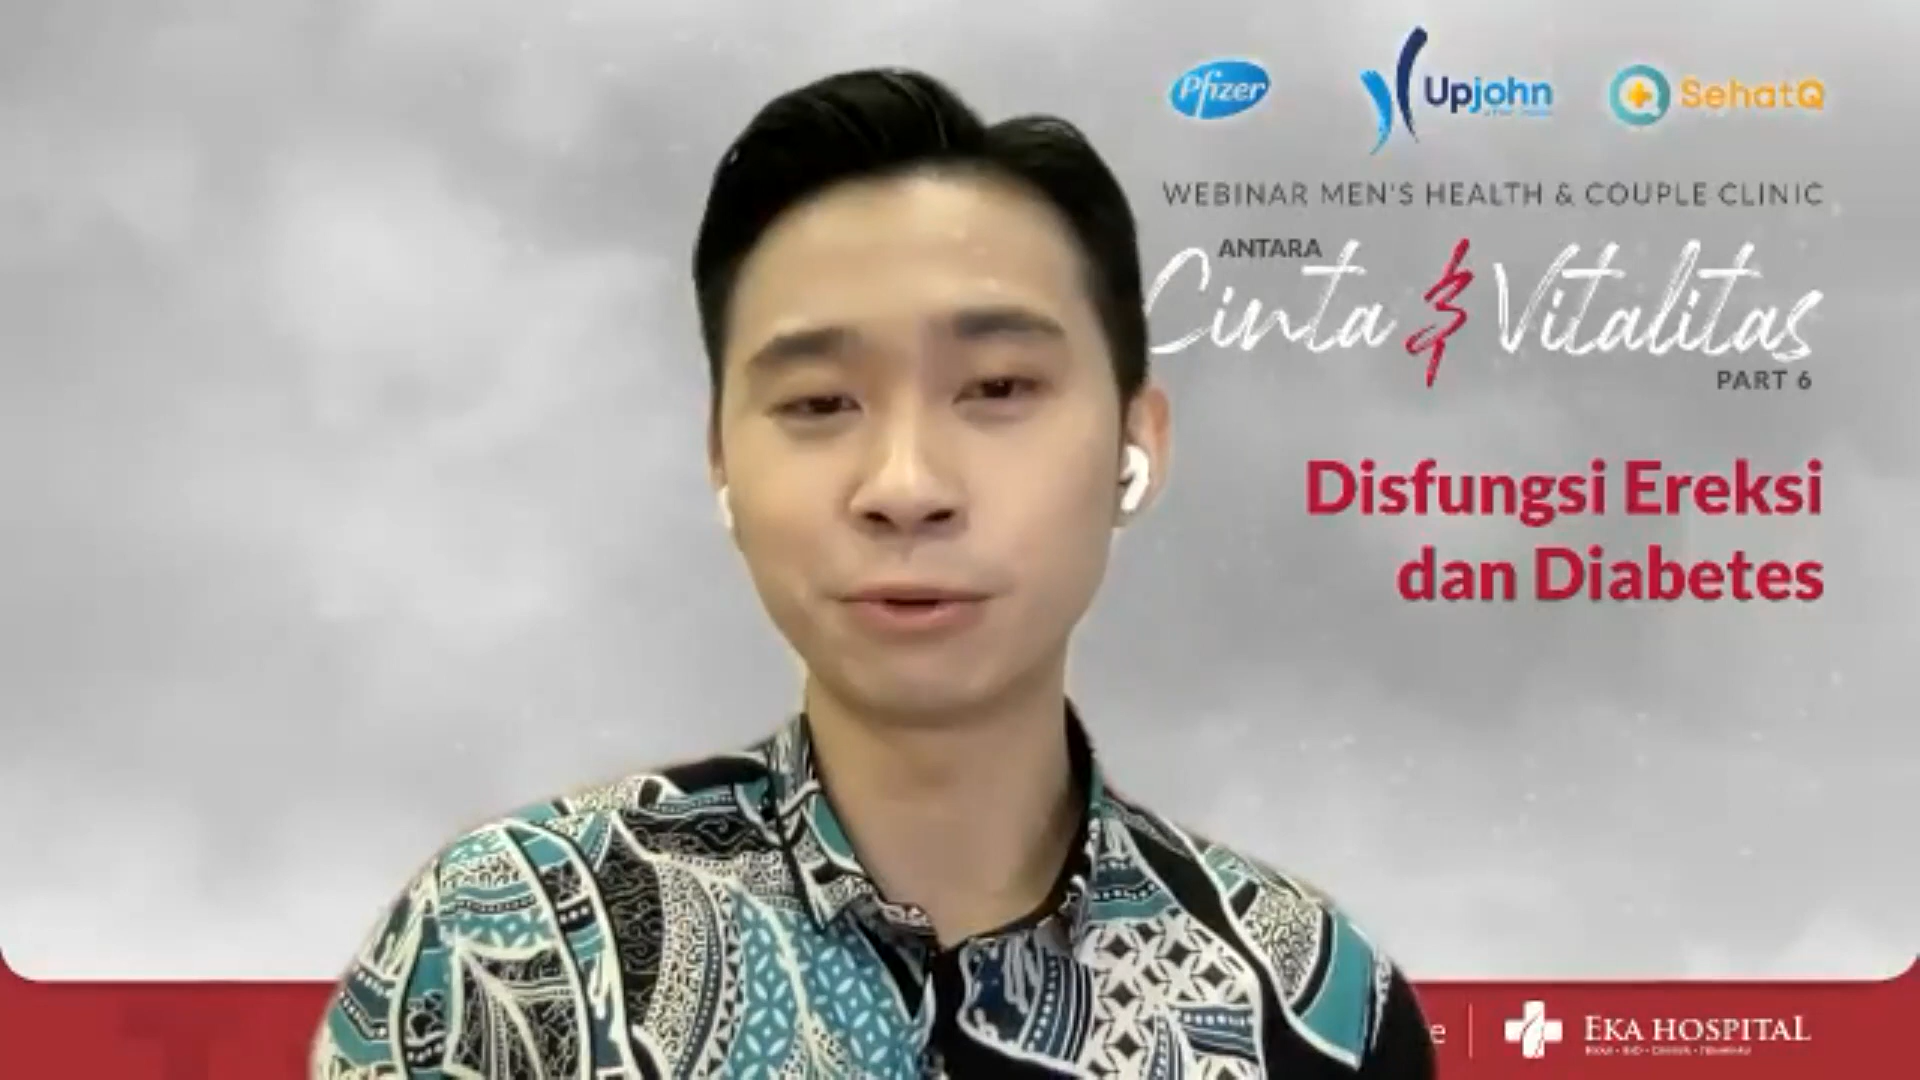 Pfizer
Upjohn
SehatQ
WEBINAR MEN'S HEALTH & COUPLE CLINIC
ANTARA
Cinta & Vitalitas
PART 6
Disfungsi Ereksi
dan Diabetes
EKA HOSPITAL